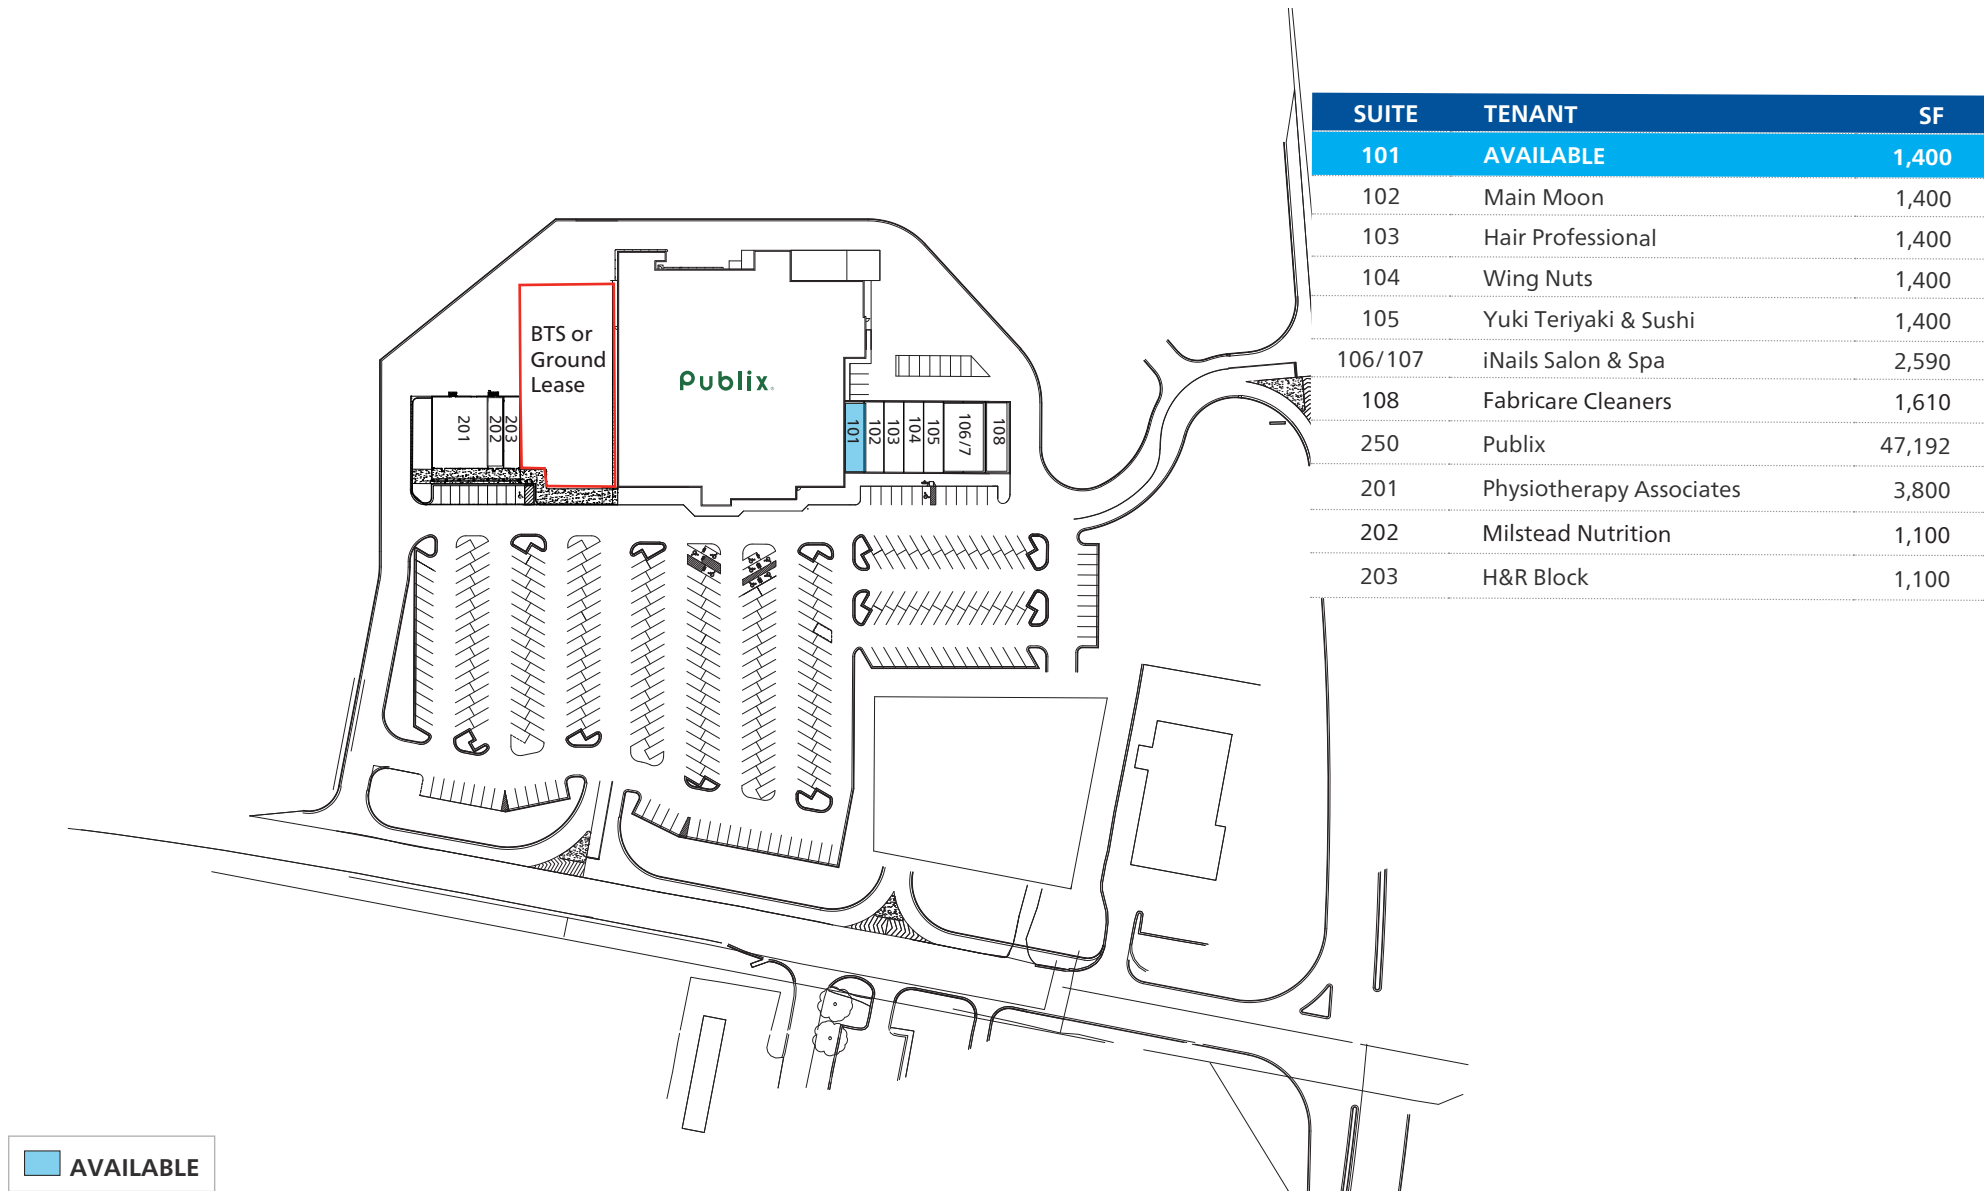 SUITE TENANT SF
101 AVAILABLE 1,400
102 Main Moon 1,400
103 Hair Professional 1,400
104 Wing Nuts 1,400
105 Yuki Teriyaki & Sushi 1,400
106/107 iNails Salon & Spa 2,590
108 Fabricare Cleaners 1,610
250 Publix 47,192
201 Physiotherapy Associates 3,800
202 Milstead Nutrition 1,100
203 H&R Block 1,100
BTS or
Ground
Lease
Publix
201
202
203
101
102
103
104
105
106/7
108
AVAILABLE